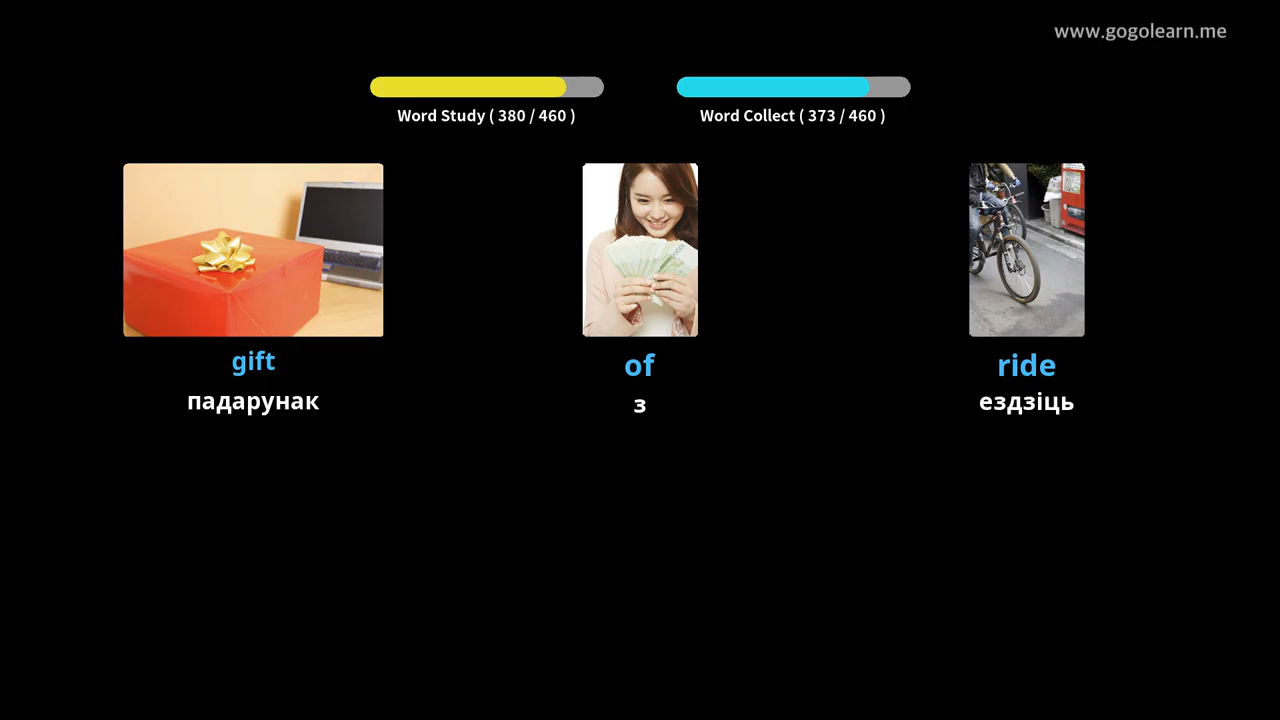 www.gogolearn.me
Word Study ( 380 / 460 )
Word Collect ( 373 / 460 )
gift
of
ride
падарунак
з
ездзіць